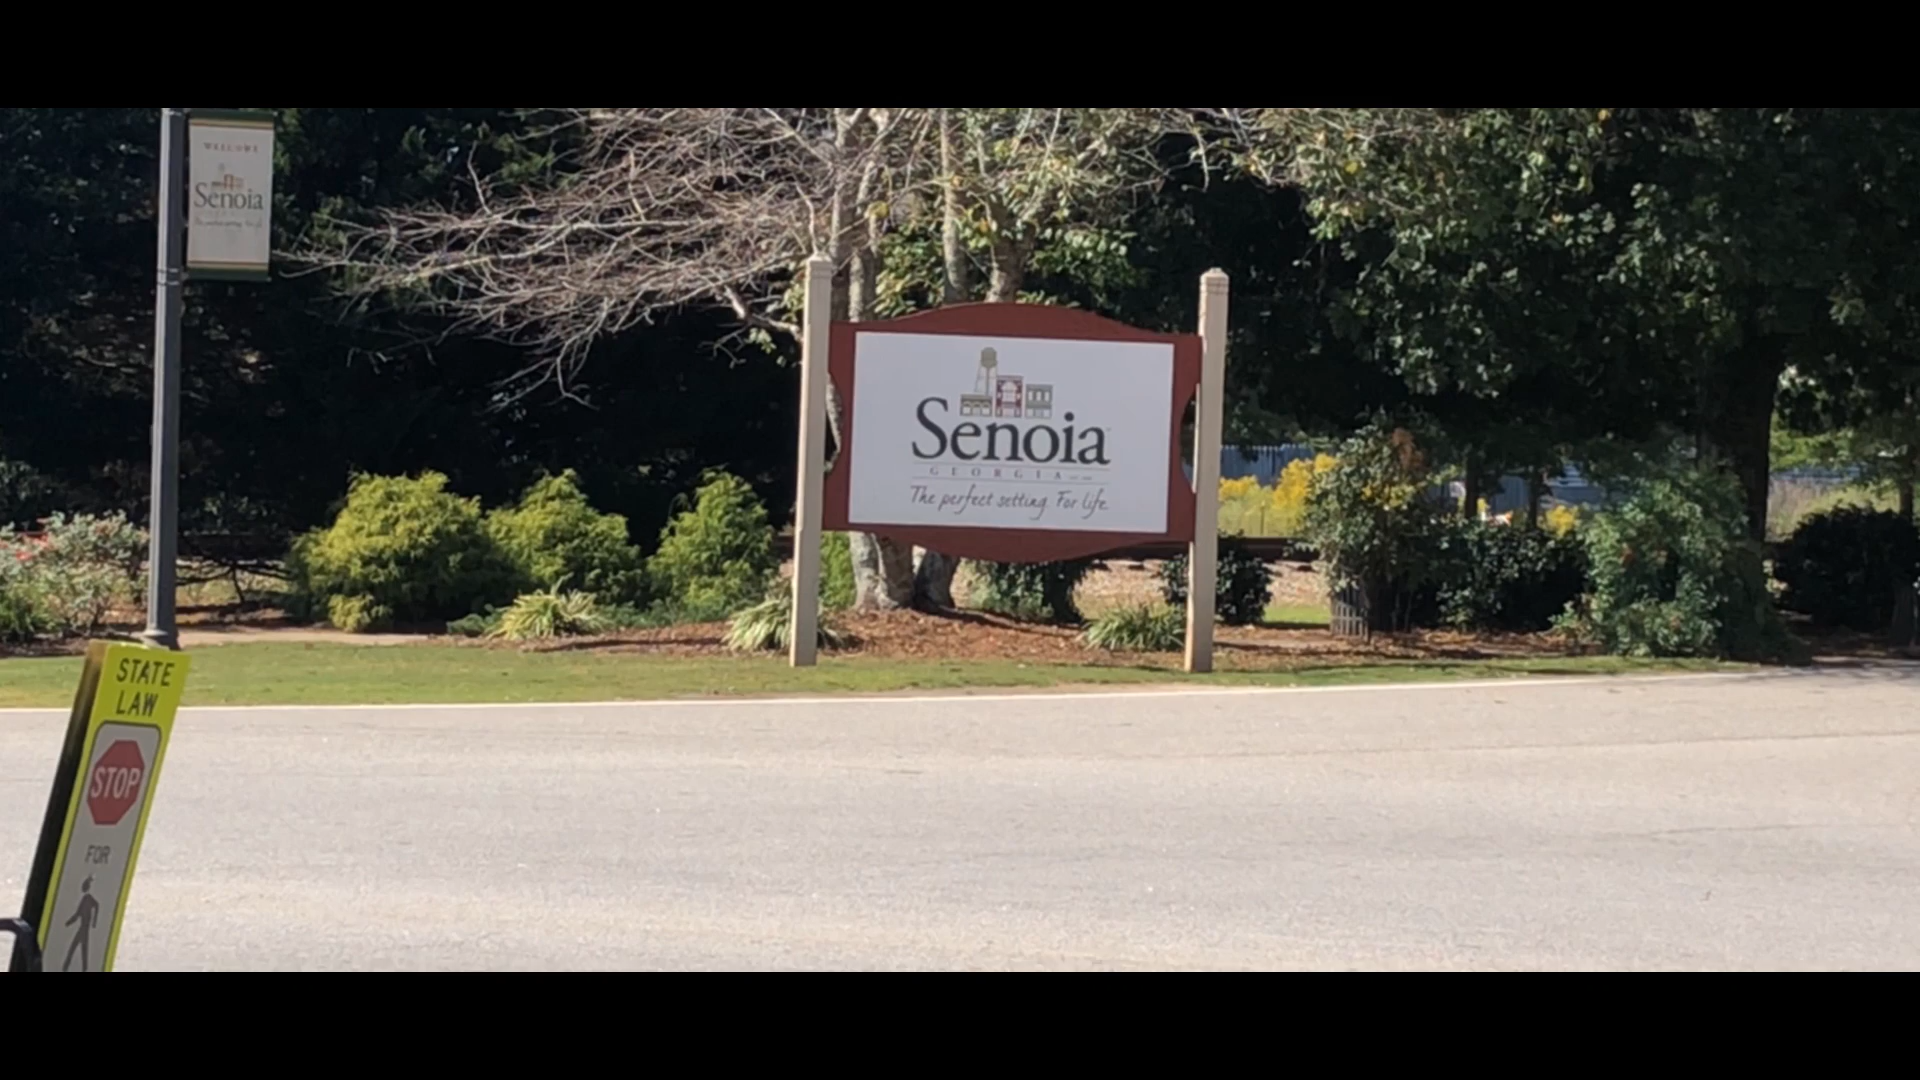 WELCOME
Senoia
Senoia
GEORGIA
The perfect setting. For life.
STATE
LAW
STOP
FOR